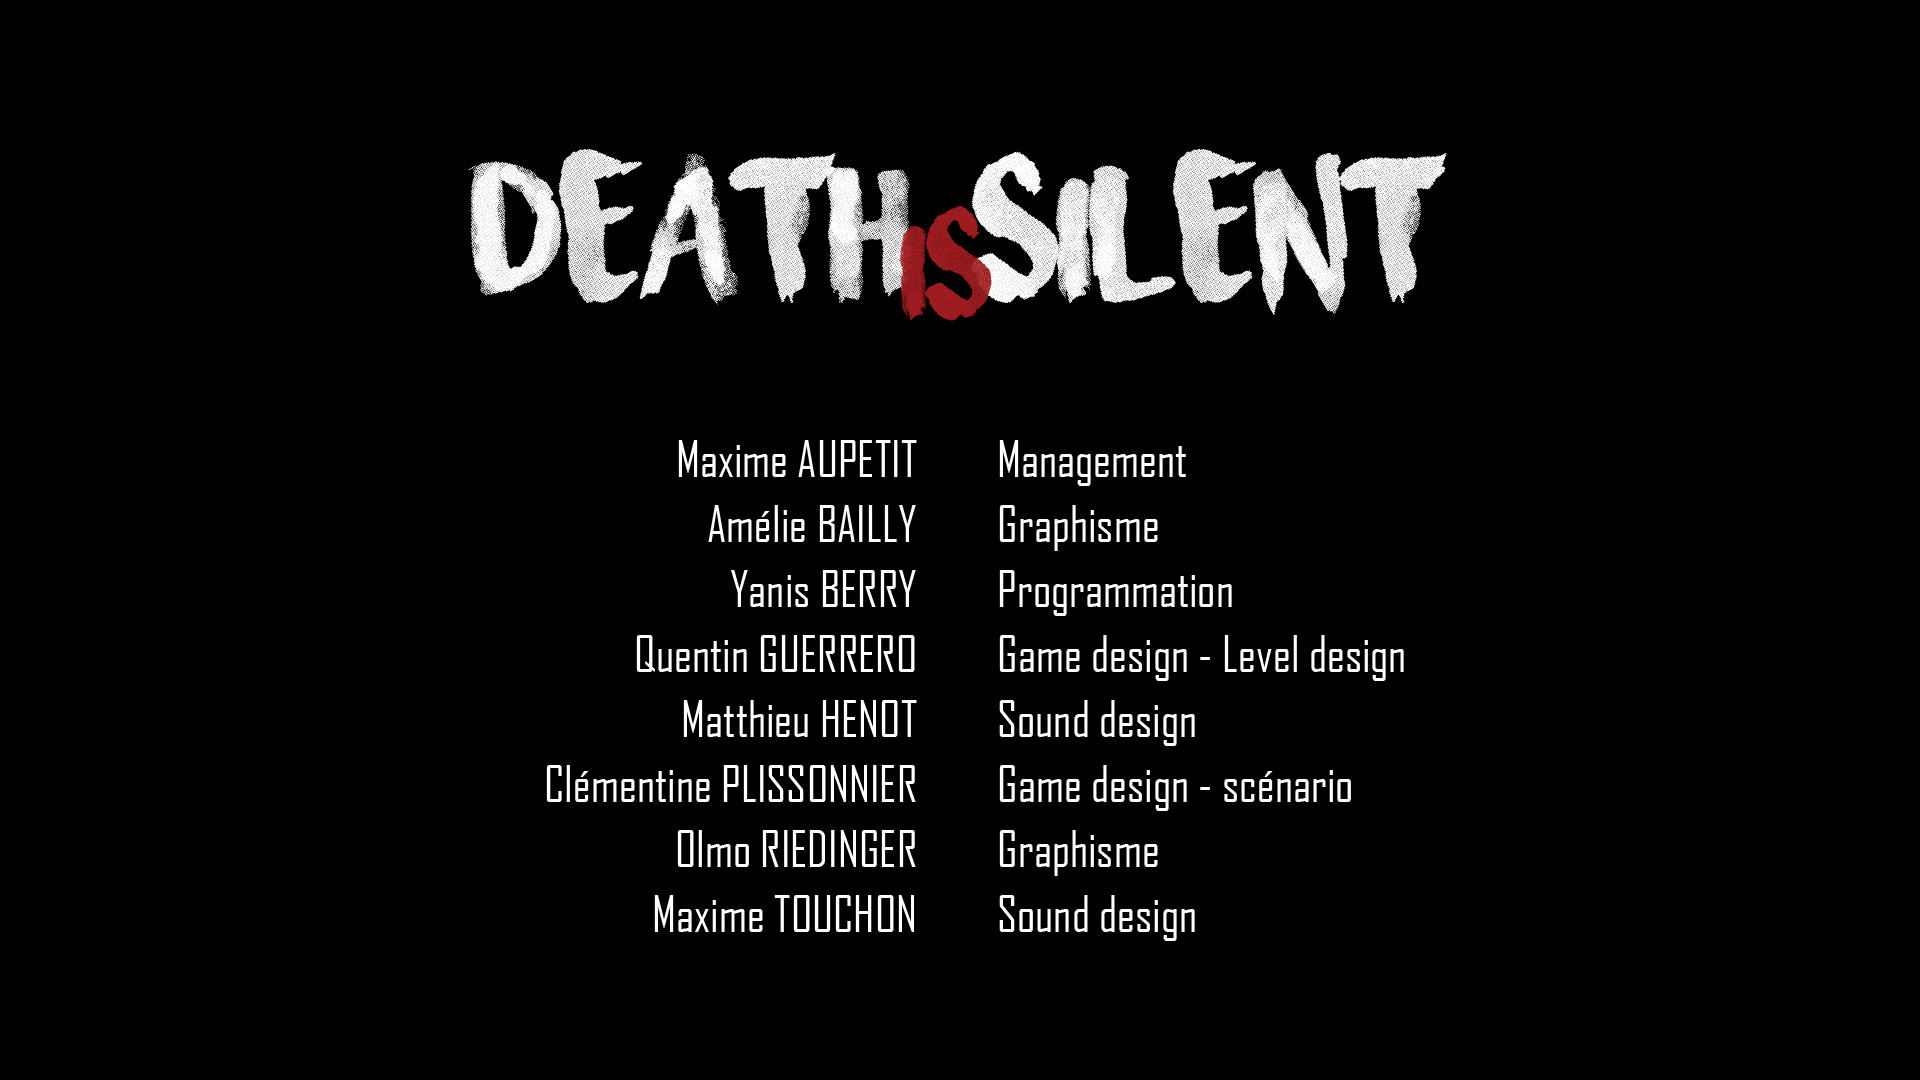 DEATH IS SILENT
Maxime AUPETIT Management
Amélie BAILLY Graphisme
Yanis BERRY Programmation
Quentin GUERRERO Game design - Level design
Matthieu HENOT Sound design
Clémentine PLISSONNIER Game design - scénario
Olmo RIEDINGER Graphisme
Maxime TOUCHON Sound design